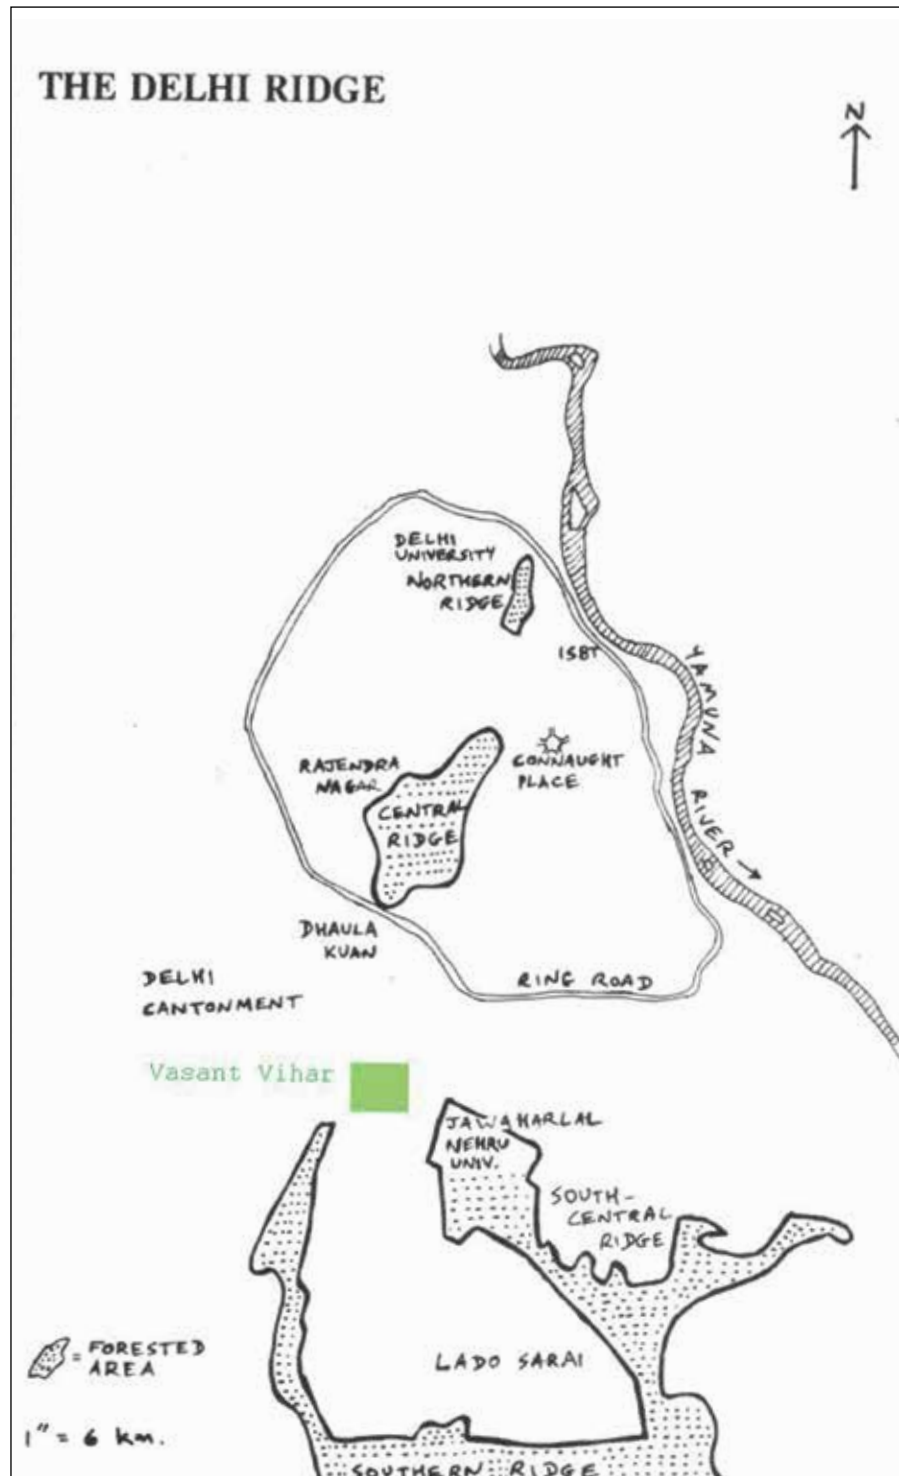 THE DELHI RIDGE
N
DELHI
UNIVERSITY
NORTHERN
RIDGE
ISBT
YAMUNA RIVER
RAJENDRA
NAGAR
CONNAUGHT
PLACE
CENTRAL
RIDGE
DHAULA
KUAN
DELHI
CANTONMENT
RING ROAD
Vasant Vihar
JAWAHARLAL
NEHRU
UNIV.
SOUTH-
CENTRAL
RIDGE
= FORESTED
AREA
LADO SARAI
1" = 6 km.
SOUTHERN RIDGE